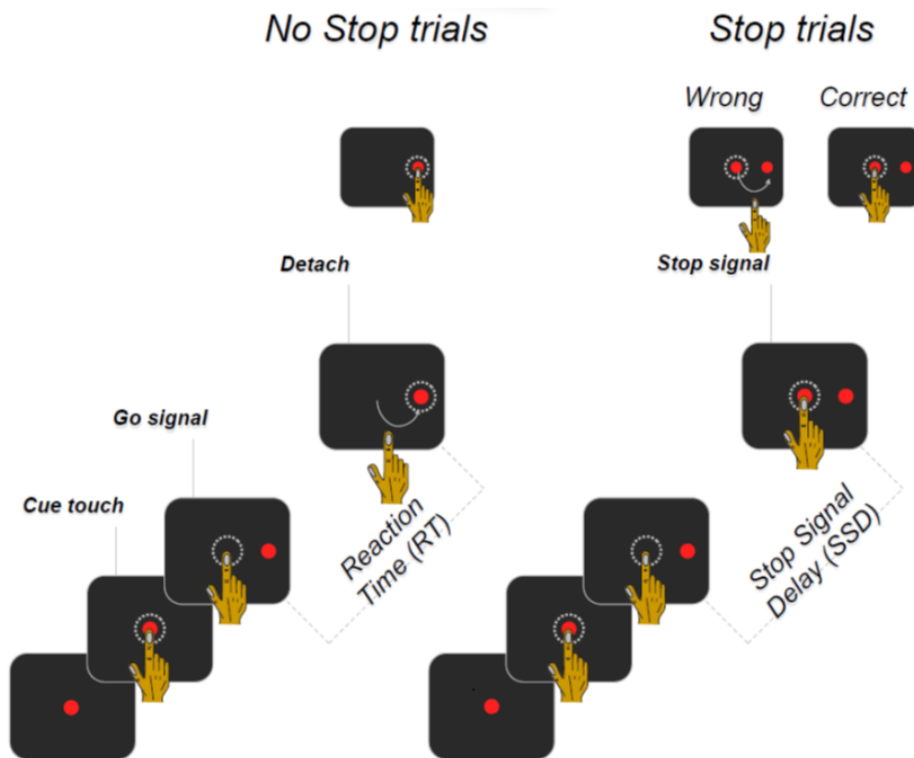 No Stop trials
Stop trials
Wrong
Correct
Detach
Stop signal
Go signal
Cue touch
Reaction
Time (RT)
Stop Signal
Delay (SSD)